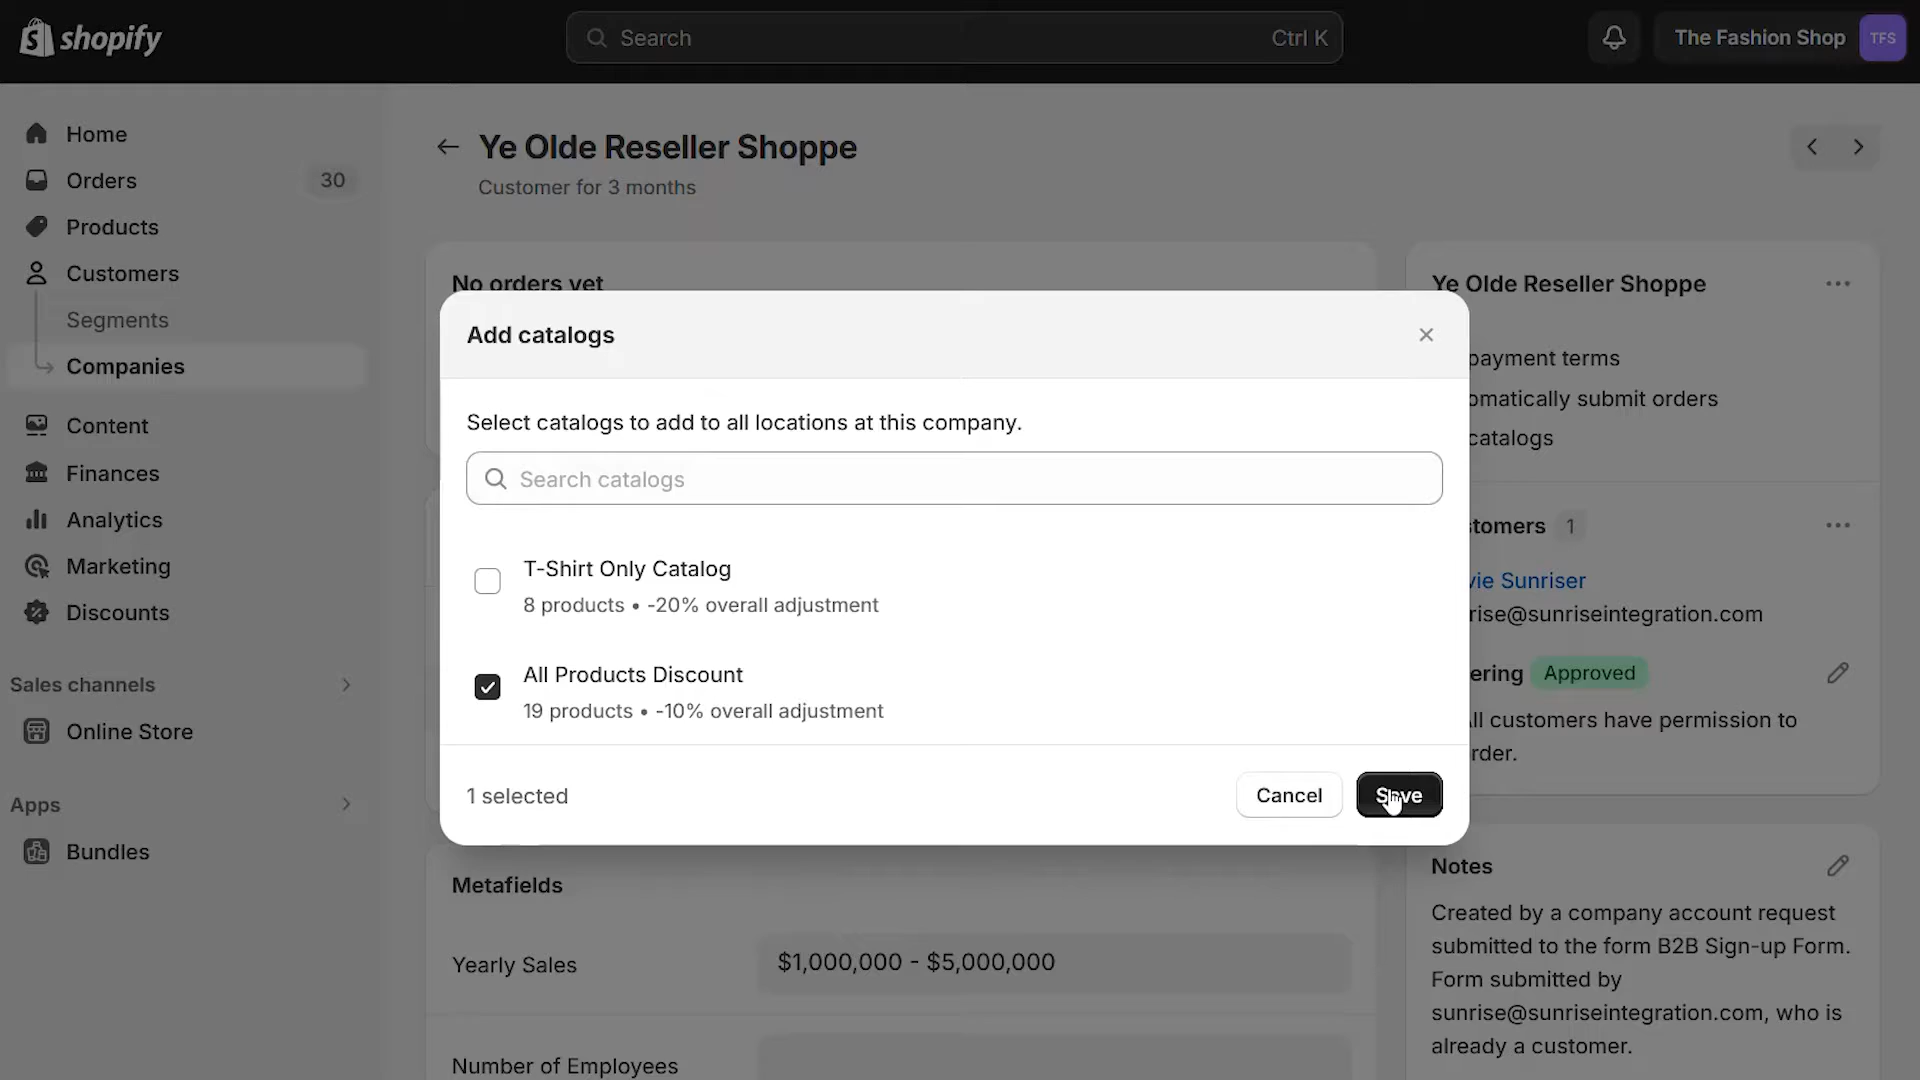 shopify
Search
Ctrl K
The Fashion Shop
TFS
Home
Orders
30
Products
Customers
Segments
Companies
Content
Finances
Analytics
Marketing
Discounts
Sales channels
Online Store
Apps
Bundles
Ye Olde Reseller Shoppe
Customer for 3 months
No orders yet
Add catalogs
Select catalogs to add to all locations at this company.
Search catalogs
T-Shirt Only Catalog
8 products • -20% overall adjustment
All Products Discount
19 products • -10% overall adjustment
1 selected
Cancel
Save
Metafields
Yearly Sales
$1,000,000 - $5,000,000
Number of Employees
Ye Olde Reseller Shoppe
payment terms
omatically submit orders
catalogs
stomers 1
vie Sunriser
rise@sunriseintegration.com
ering Approved
ll customers have permission to
rder.
Notes
Created by a company account request
submitted to the form B2B Sign-up Form.
Form submitted by
sunrise@sunriseintegration.com, who is
already a customer.